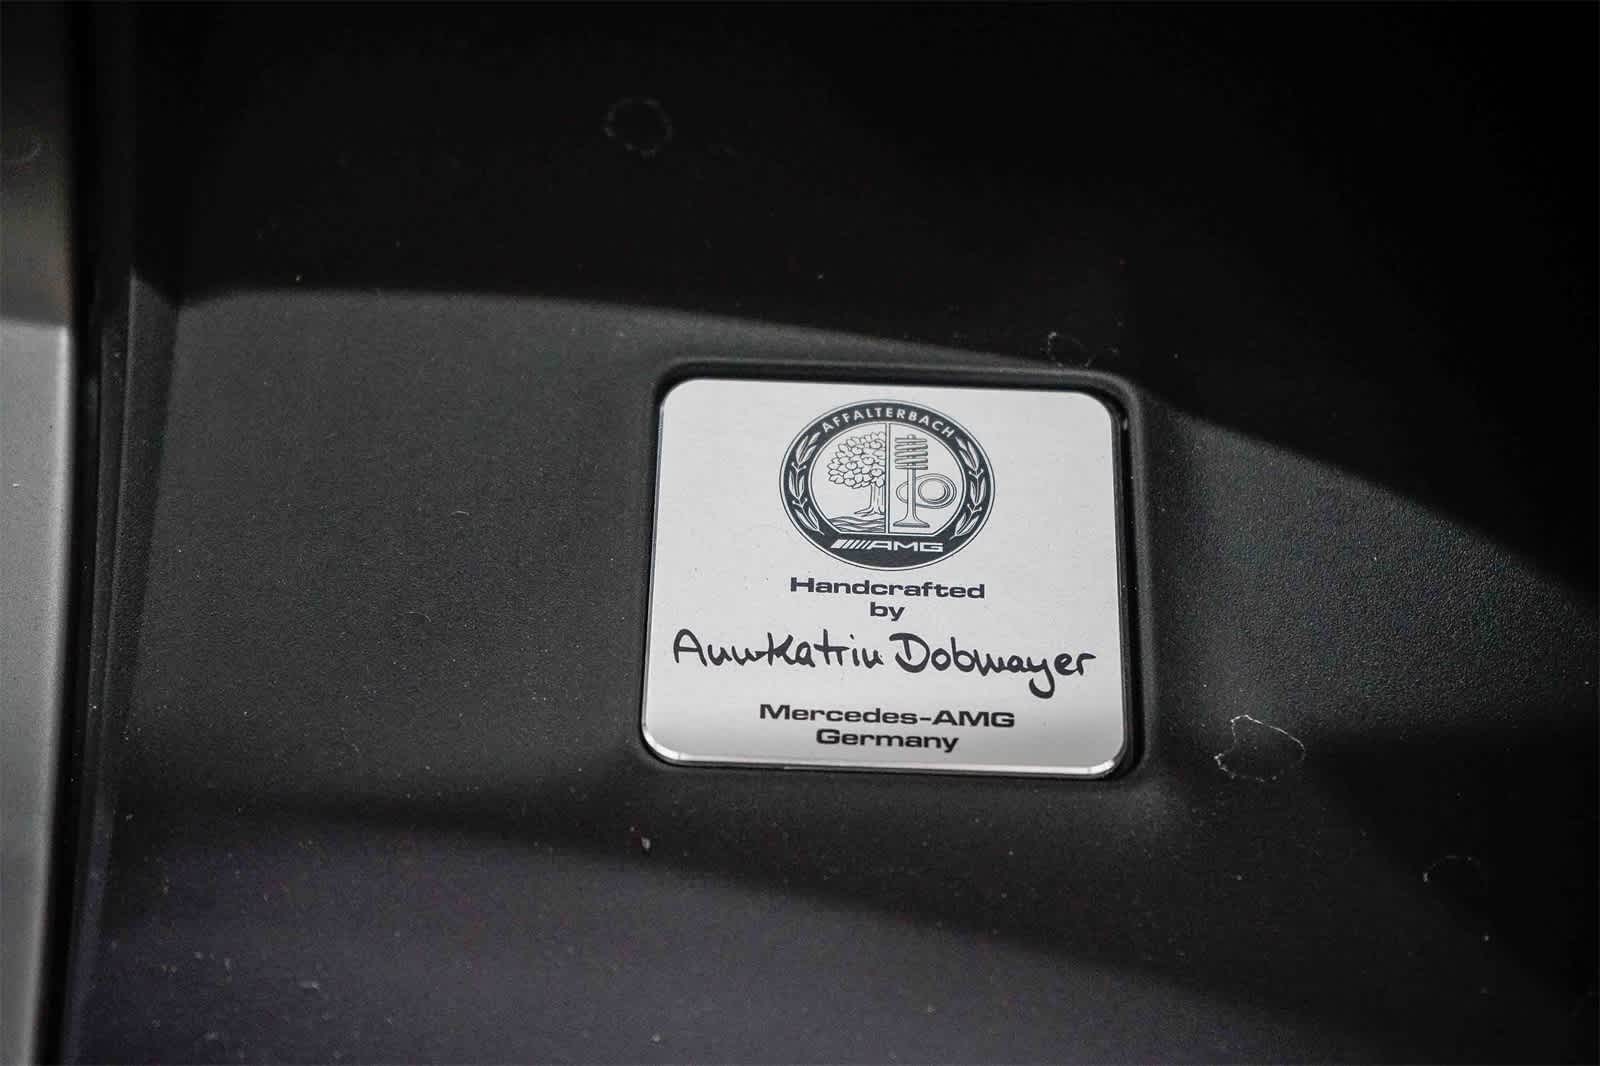 AFFALTERBACH
AMG
Handcrafted
by
AnnKatrin Dobmayer
Mercedes-AMG
Germany